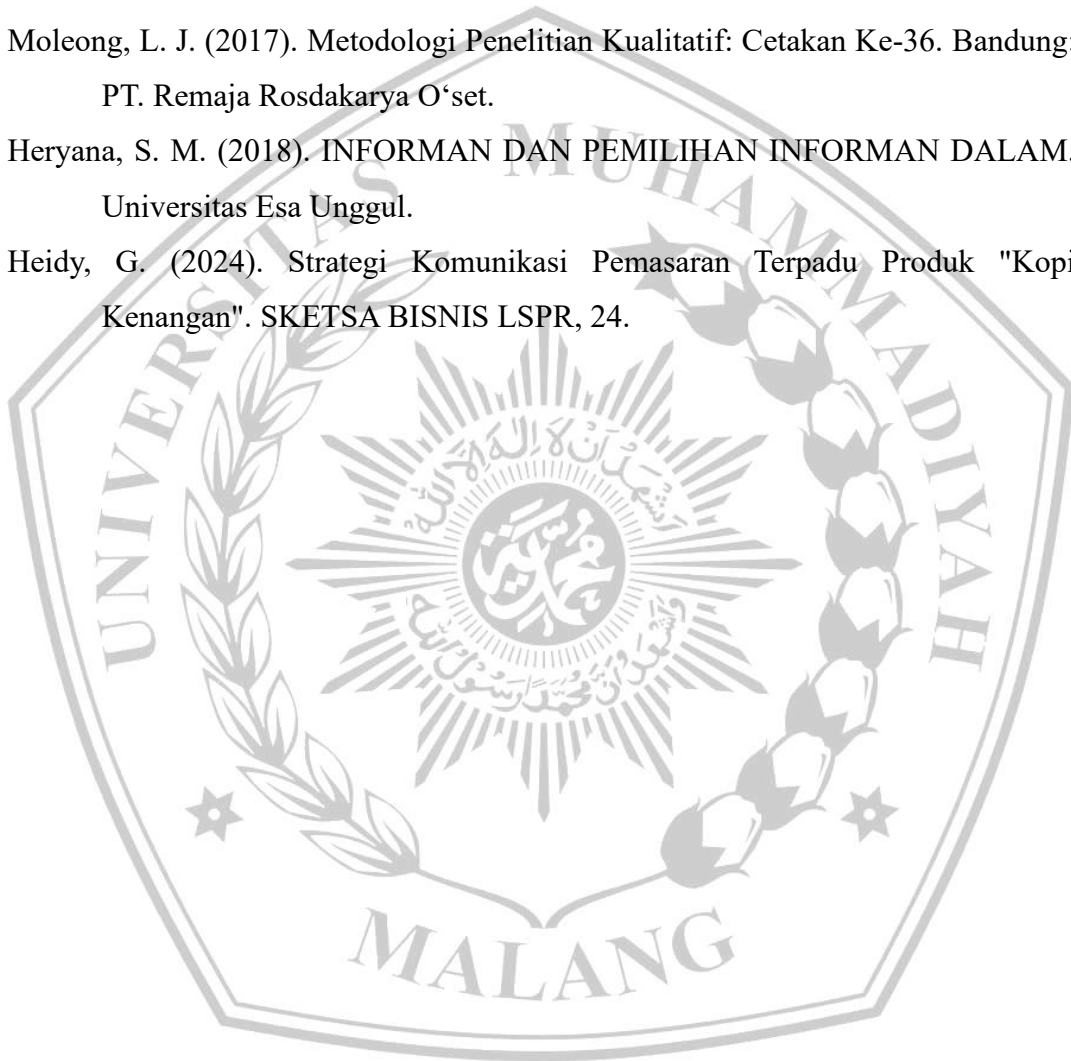 Moleong, L. J. (2017). Metodologi Penelitian Kualitatif: Cetakan Ke-36. Bandung:
PT. Remaja Rosdakarya O‘set.
Heryana, S. M. (2018). INFORMAN DAN PEMILIHAN INFORMAN DALAM.
Universitas Esa Unggul.
Heidy, G. (2024). Strategi Komunikasi Pemasaran Terpadu Produk "Kopi
Kenangan". SKETSA BISNIS LSPR, 24.
UNIVERSITAS MUHAMMADIYAH
MALANG